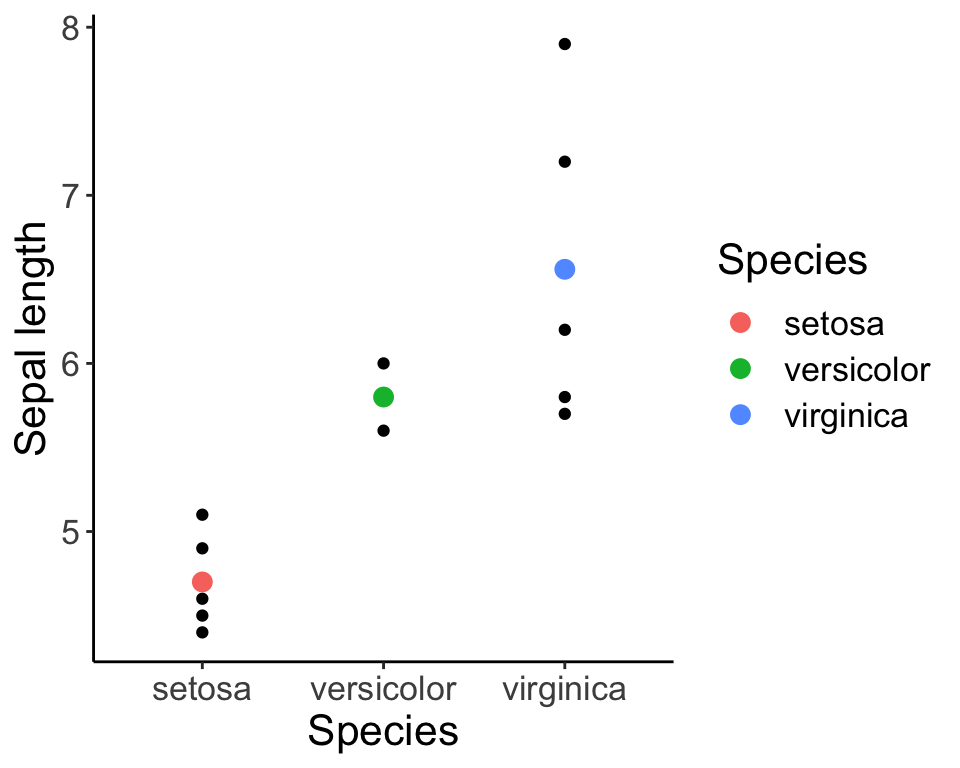 8
7
6
5
Sepal length
setosa versicolor virginica
Species
Species
setosa
versicolor
virginica